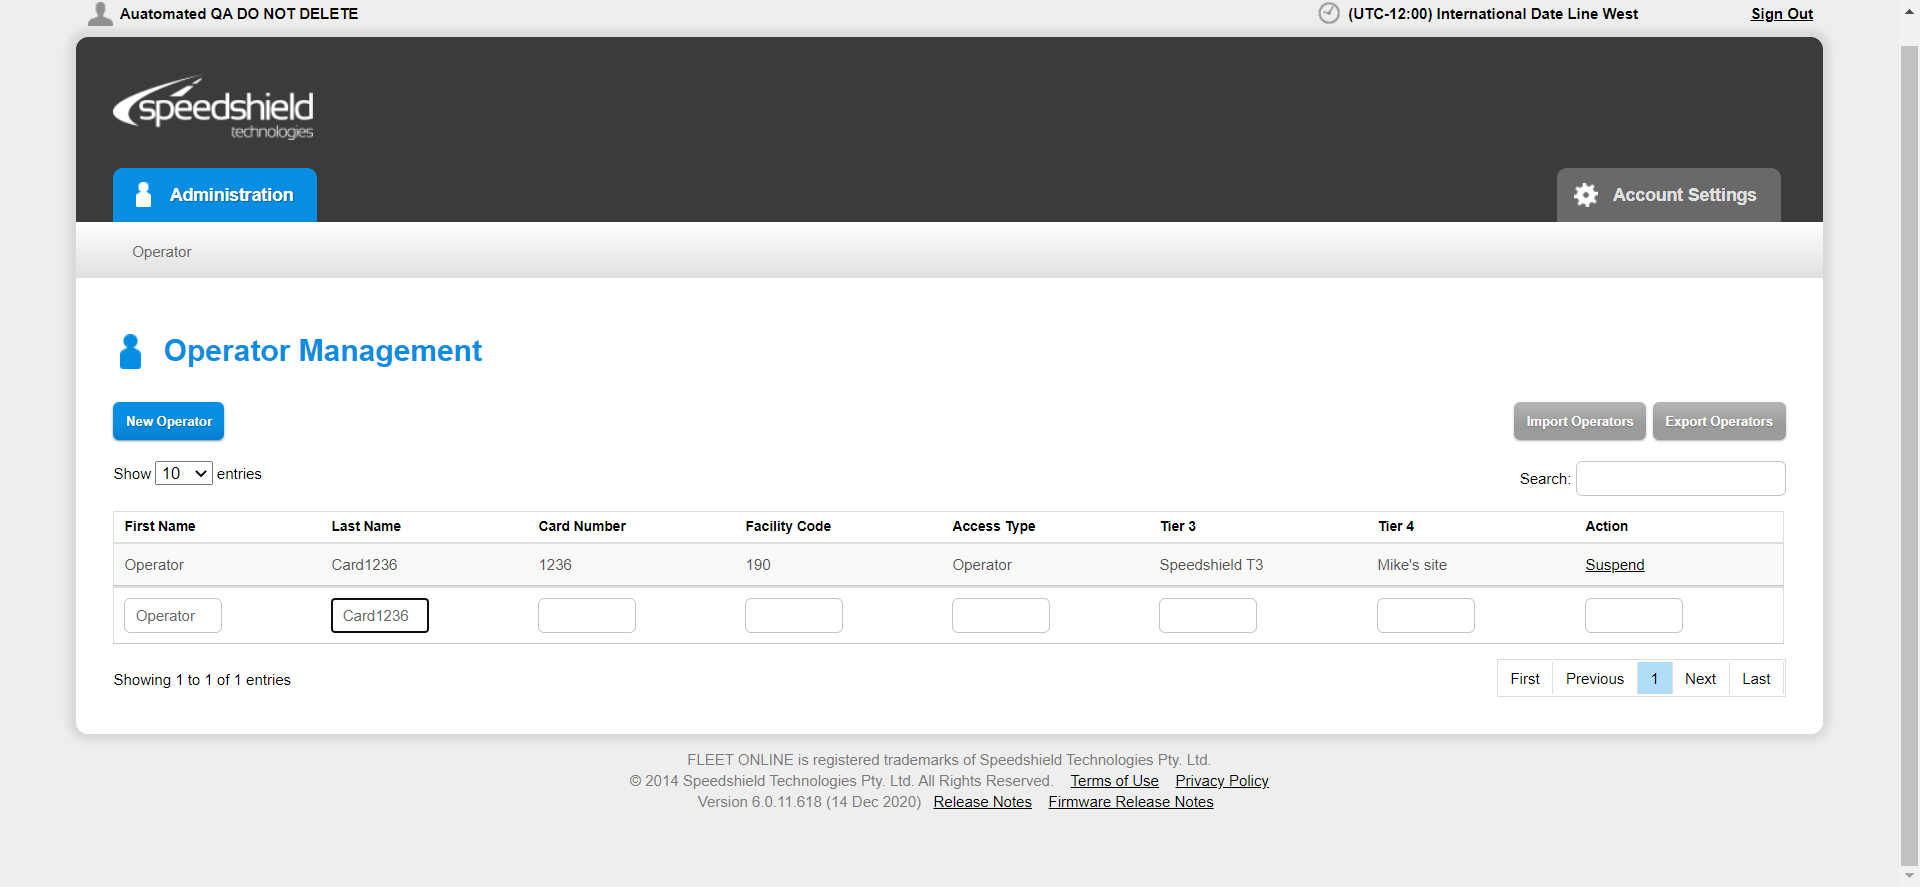 Auatomated QA DO NOT DELETE
(UTC-12:00) International Date Line West
Sign Out
speedshield
technologies
Administration
Account Settings
Operator
Operator Management
New Operator
Import Operators
Export Operators
Show 10 entries
Search:
First Name Last Name Card Number Facility Code Access Type Tier 3 Tier 4 Action
Operator Card1236 1236 190 Operator Speedshield T3 Mike's site Suspend
Operator Card1236
Showing 1 to 1 of 1 entries
First Previous 1 Next Last
FLEET ONLINE is registered trademarks of Speedshield Technologies Pty. Ltd.
© 2014 Speedshield Technologies Pty. Ltd. All Rights Reserved. Terms of Use Privacy Policy
Version 6.0.11.618 (14 Dec 2020) Release Notes Firmware Release Notes